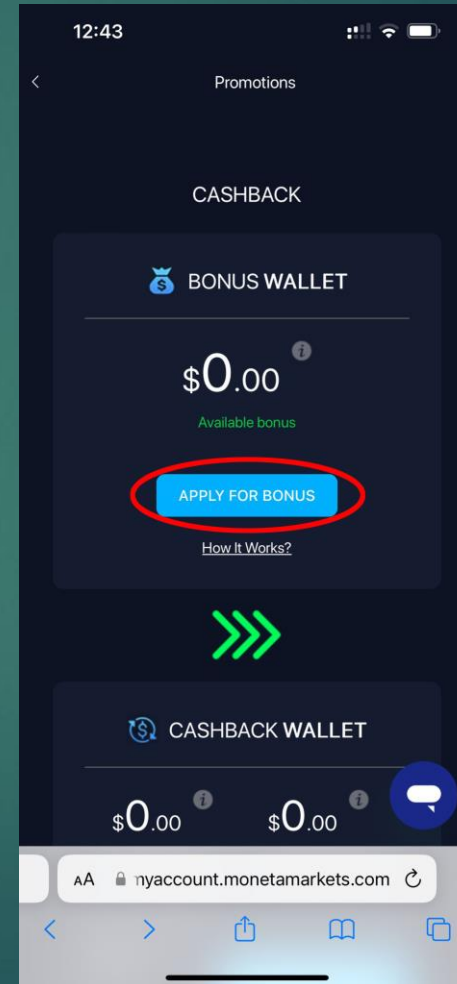 12:43
Promotions
CASHBACK
BONUS WALLET
$0.00
Available bonus
APPLY FOR BONUS
How It Works?
CASHBACK WALLET
$0.00 $0.00
AA nyaccount.monetamarkets.com